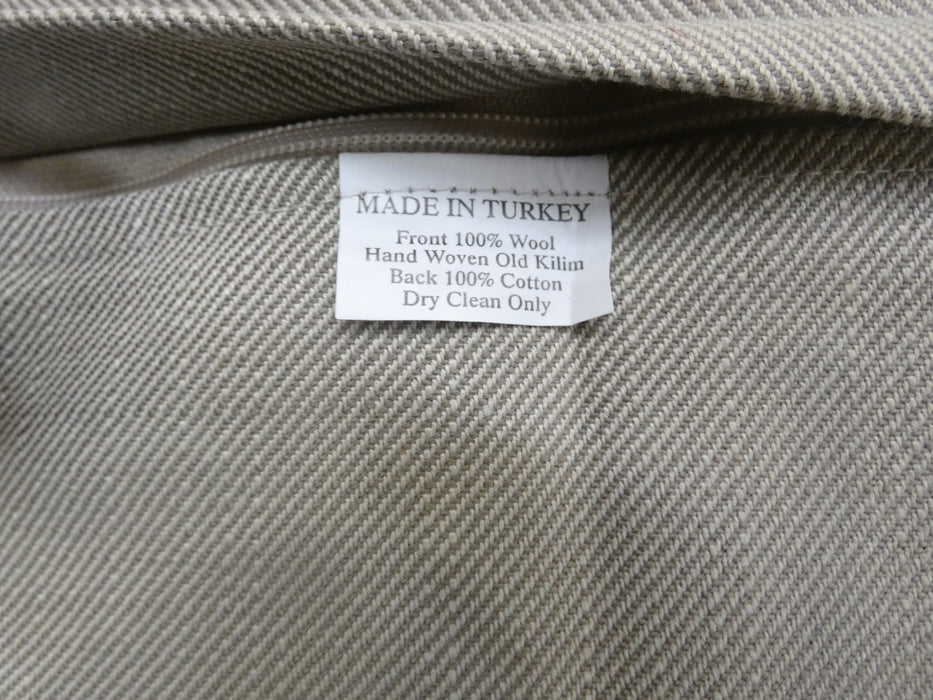 MADE IN TURKEY
Front 100% Wool
Hand Woven Old Kilim
Back 100% Cotton
Dry Clean Only